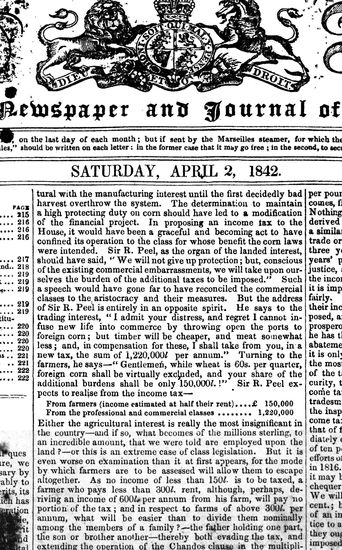 DIEU ET MON DROIT
Newspaper and Journal of
on the last day of each month; but if sent by the Marseilles steamer, for which the
should be written on each letter: in the former case that it may go free; in the second, to
SATURDAY, APRIL 2, 1842.
PAGE
215
216
216
216
217
218
219
219
219
220
220
220
221
221
222
222
tural with the manufacturing interest until the first decidedly bad
harvest overthrow the system. The determination to maintain
a high protecting duty on corn should have led to a modification
of the financial project. In proposing an income tax to the
House, it would have been a graceful and becoming act to have
confined its operation to the class for whose benefit the corn laws
were intended. Sir R. Peel, as the organ of the landed interest,
should have said, "We will not give up protection; but, conscious
of the existing commercial embarrassments, we will take upon our-
selves the burden of the additional taxes to be imposed." Such
a speech would have gone far to have reconciled the commercial
classes to the aristocracy and their measures. But the address
of Sir R. Peel is entirely in an opposite spirit. He says to the
trading interest, "I admit your distress, and regret I cannot in-
fuse new life into commerce by throwing open the ports to
foreign corn; but timber will be cheaper, and meat somewhat
less; and, in compensation for these, I shall take from you, in a
new tax, the sum of 1,220,000l per annum." Turning to the
farmers, he says—"Gentlemen, while wheat is 60s. per quarter,
foreign corn shall be virtually excluded, and your share of the
additional burdens shall be only 150,000l.!" Sir R. Peel ex-
pects to realise from the income tax—
From farmers (income estimated at half their rent)....£ 150,000
From the professional and commercial classes ........ 1,220,000
Either the agricultural interest is really the most insignificant in
the country—and if so, what becomes of the millions sterling, to
an incredible amount, that we were told are employed upon the
land?—or this is an extreme case of class legislation. But it is
even worse on examination than it at first appears, for the mode
by which farmers are to be assessed will allow them to escape
altogether. As no income of less than 150l. is to be taxed, a
farmer who pays less than 300l. rent, although, perhaps, de-
riving an income of 600l. per annum from his farm, will pay no
portion of the tax; and in respect to farms of above 300l. per
annum, what will be easier than to divide them nominally
among the members of a family?—the father holding one part,
the son or brother another—thereby both evading the tax, and
extending the operation of the Chandos clause in the multipli-